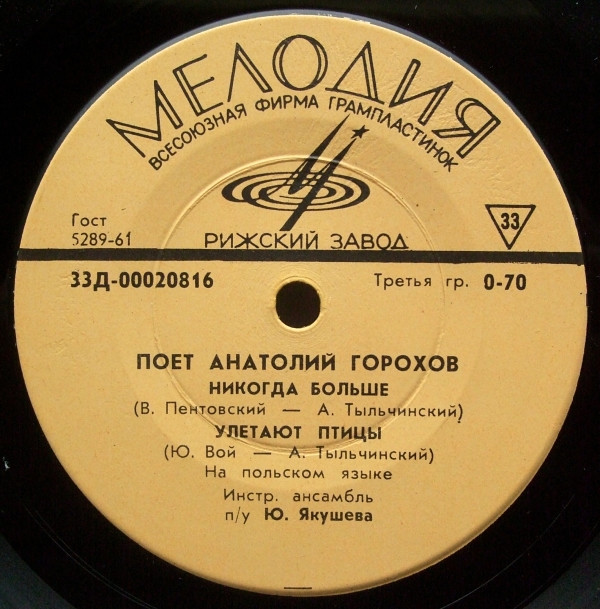 МЕЛОДИЯ
ВСЕСОЮЗНАЯ ФИРМА ГРАМПЛАСТИНОК
Гост
5289-61
33
РИЖСКИЙ ЗАВОД
33Д-00020816 Третья гр. 0-70
ПОЕТ АНАТОЛИЙ ГОРОХОВ
НИКОГДА БОЛЬШЕ
(В. Пентовский — А. Тыльчинский)
УЛЕТАЮТ ПТИЦЫ
(Ю. Вой — А. Тыльчинский)
На польском языке
Инстр. ансамбль
п/у Ю. Якушева